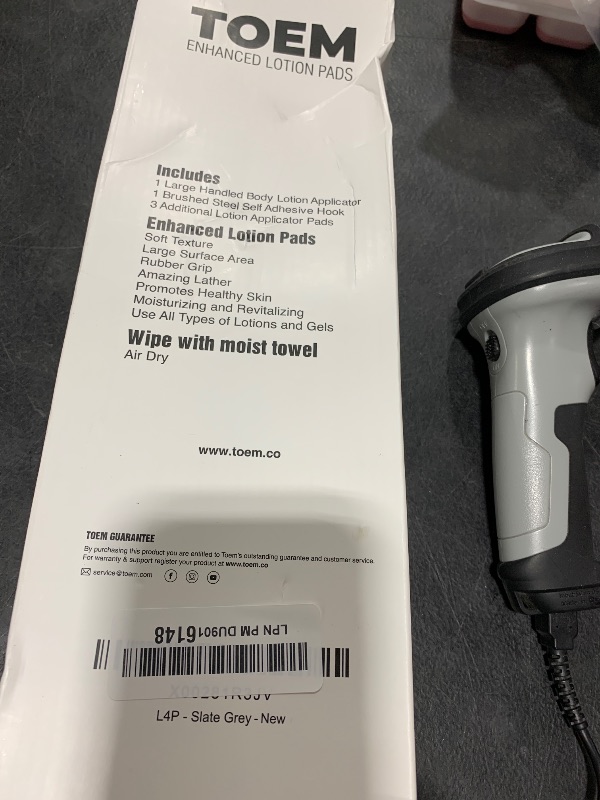 TOEM
ENHANCED LOTION PADS
Includes
1 Large Handled Body Lotion Applicator
1 Brushed Steel Self Adhesive Hook
3 Additional Lotion Applicator Pads
Enhanced Lotion Pads
Soft Texture
Large Surface Area
Rubber Grip
Amazing Lather
Promotes Healthy Skin
Moisturizing and Revitalizing
Use All Types of Lotions and Gels
Wipe with moist towel
Air Dry
www.toem.co
TOEM GUARANTEE
By purchasing this product you are entitled to Toem's outstanding guarantee and customer service.
For warranty & support register your product at www.toem.co
service@toem.com
LPN PM DU9016148
L4P - Slate Grey - New